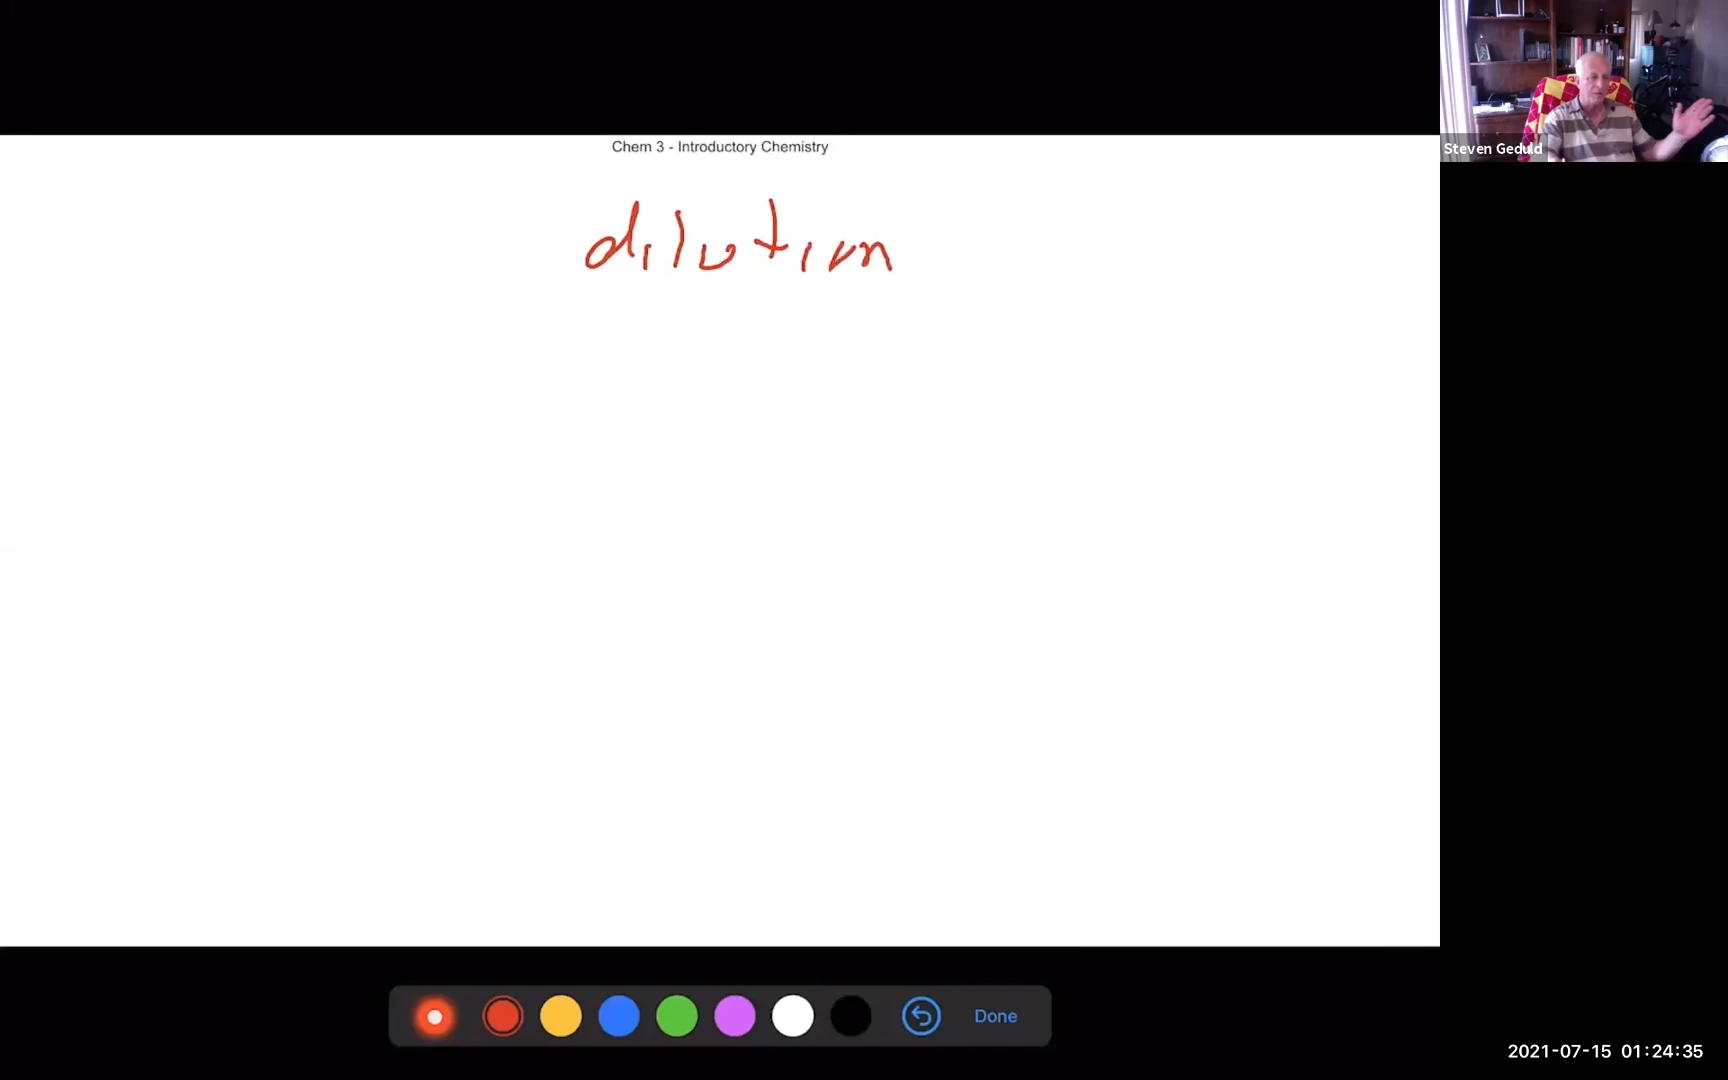 Chem 3 - Introductory Chemistry
Steven Geduld
dilution
Done
2021-07-15 01:24:35